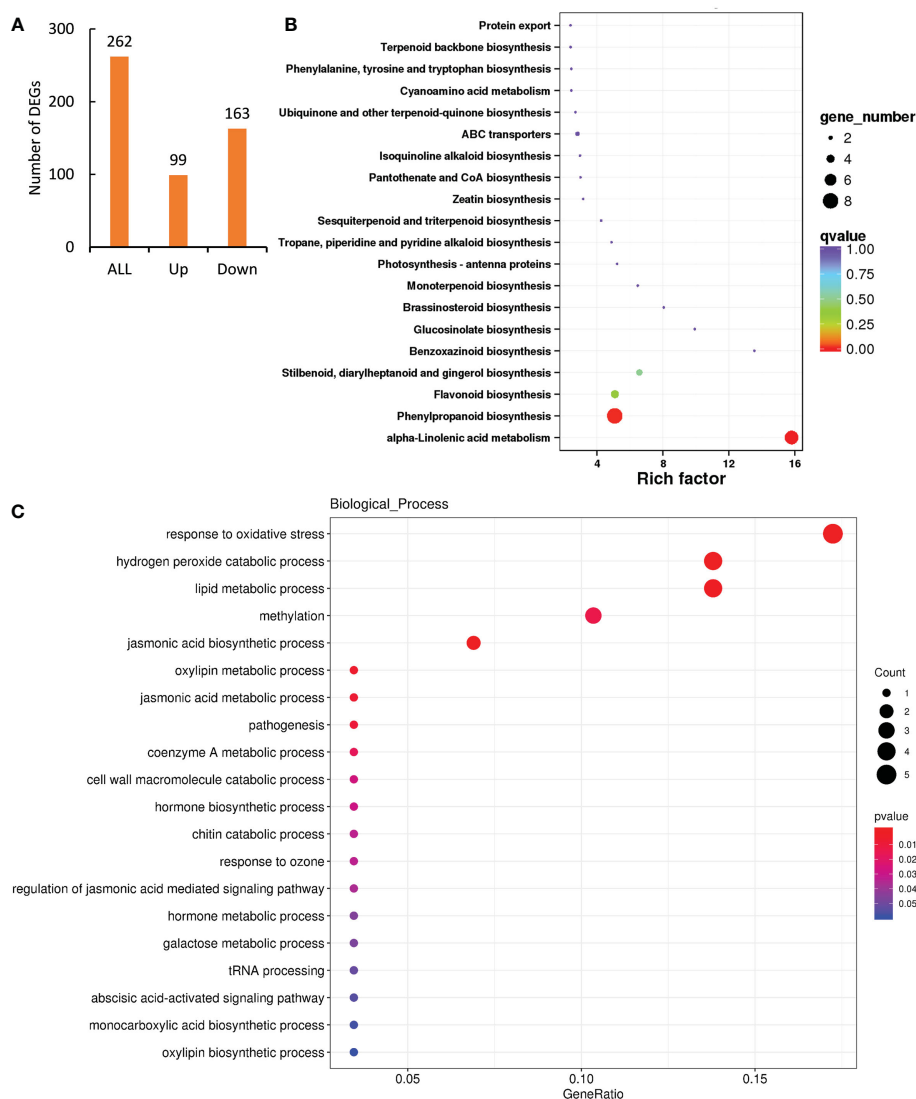 A
Number of DEGs
300
200
100
0
262
99
163
ALL Up Down
B
Protein export
Terpenoid backbone biosynthesis
Phenylalanine, tyrosine and tryptophan biosynthesis
Cyanoamino acid metabolism
Ubiquinone and other terpenoid-quinone biosynthesis
ABC transporters
Isoquinoline alkaloid biosynthesis
Pantothenate and CoA biosynthesis
Zeatin biosynthesis
Sesquiterpenoid and triterpenoid biosynthesis
Tropane, piperidine and pyridine alkaloid biosynthesis
Photosynthesis - antenna proteins
Monoterpenoid biosynthesis
Brassinosteroid biosynthesis
Glucosinolate biosynthesis
Benzoxazinoid biosynthesis
Stilbenoid, diarylheptanoid and gingerol biosynthesis
Flavonoid biosynthesis
Phenylpropanoid biosynthesis
alpha-Linolenic acid metabolism
4 8 12 16
Rich factor
gene_number
2
4
6
8
qvalue
1.00
0.75
0.50
0.25
0.00
C
Biological_Process
response to oxidative stress
hydrogen peroxide catabolic process
lipid metabolic process
methylation
jasmonic acid biosynthetic process
oxylipin metabolic process
jasmonic acid metabolic process
pathogenesis
coenzyme A metabolic process
cell wall macromolecule catabolic process
hormone biosynthetic process
chitin catabolic process
response to ozone
regulation of jasmonic acid mediated signaling pathway
hormone metabolic process
galactose metabolic process
tRNA processing
abscisic acid-activated signaling pathway
monocarboxylic acid biosynthetic process
oxylipin biosynthetic process
0.05 0.10 0.15
GeneRatio
Count
1
2
3
4
5
pvalue
0.01
0.02
0.03
0.04
0.05